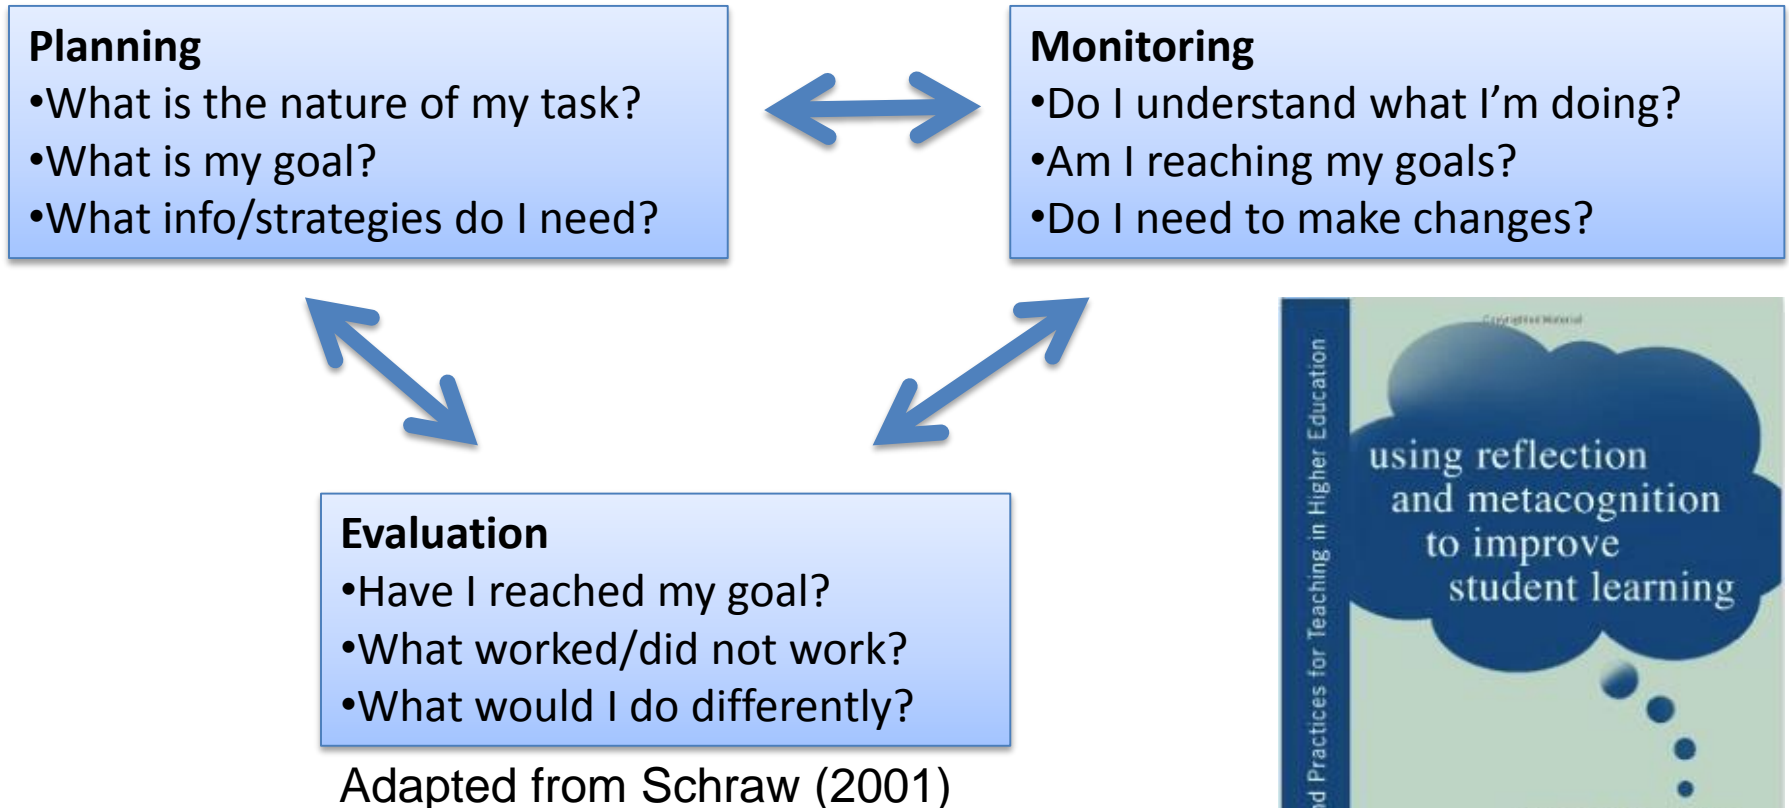 Planning
•What is the nature of my task?
•What is my goal?
•What info/strategies do I need?
Monitoring
•Do I understand what I’m doing?
•Am I reaching my goals?
•Do I need to make changes?
Evaluation
•Have I reached my goal?
•What worked/did not work?
•What would I do differently?
Adapted from Schraw (2001)
Copyrighted Material
Practices for Teaching in Higher Education
using reflection
and metacognition
to improve
student learning